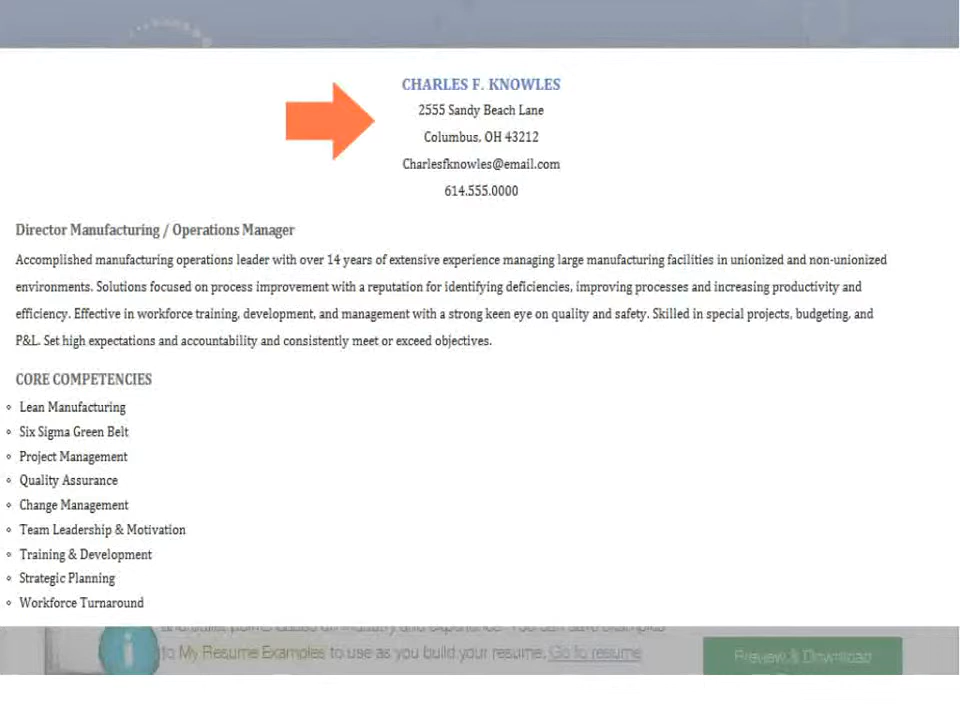 CHARLES F. KNOWLES
2555 Sandy Beach Lane
Columbus, OH 43212
Charlesfknowles@email.com
614.555.0000
Director Manufacturing / Operations Manager
Accomplished manufacturing operations leader with over 14 years of extensive experience managing large manufacturing facilities in unionized and non-unionized
environments. Solutions focused on process improvement with a reputation for identifying deficiencies, improving processes and increasing productivity and
efficiency. Effective in workforce training, development, and management with a strong keen eye on quality and safety. Skilled in special projects, budgeting, and
P&L. Set high expectations and accountability and consistently meet or exceed objectives.
CORE COMPETENCIES
Lean Manufacturing
Six Sigma Green Belt
Project Management
Quality Assurance
Change Management
Team Leadership & Motivation
Training & Development
Strategic Planning
Workforce Turnaround
to My Resume Examples to use as you build your resume. Go to resume
Preview & Download